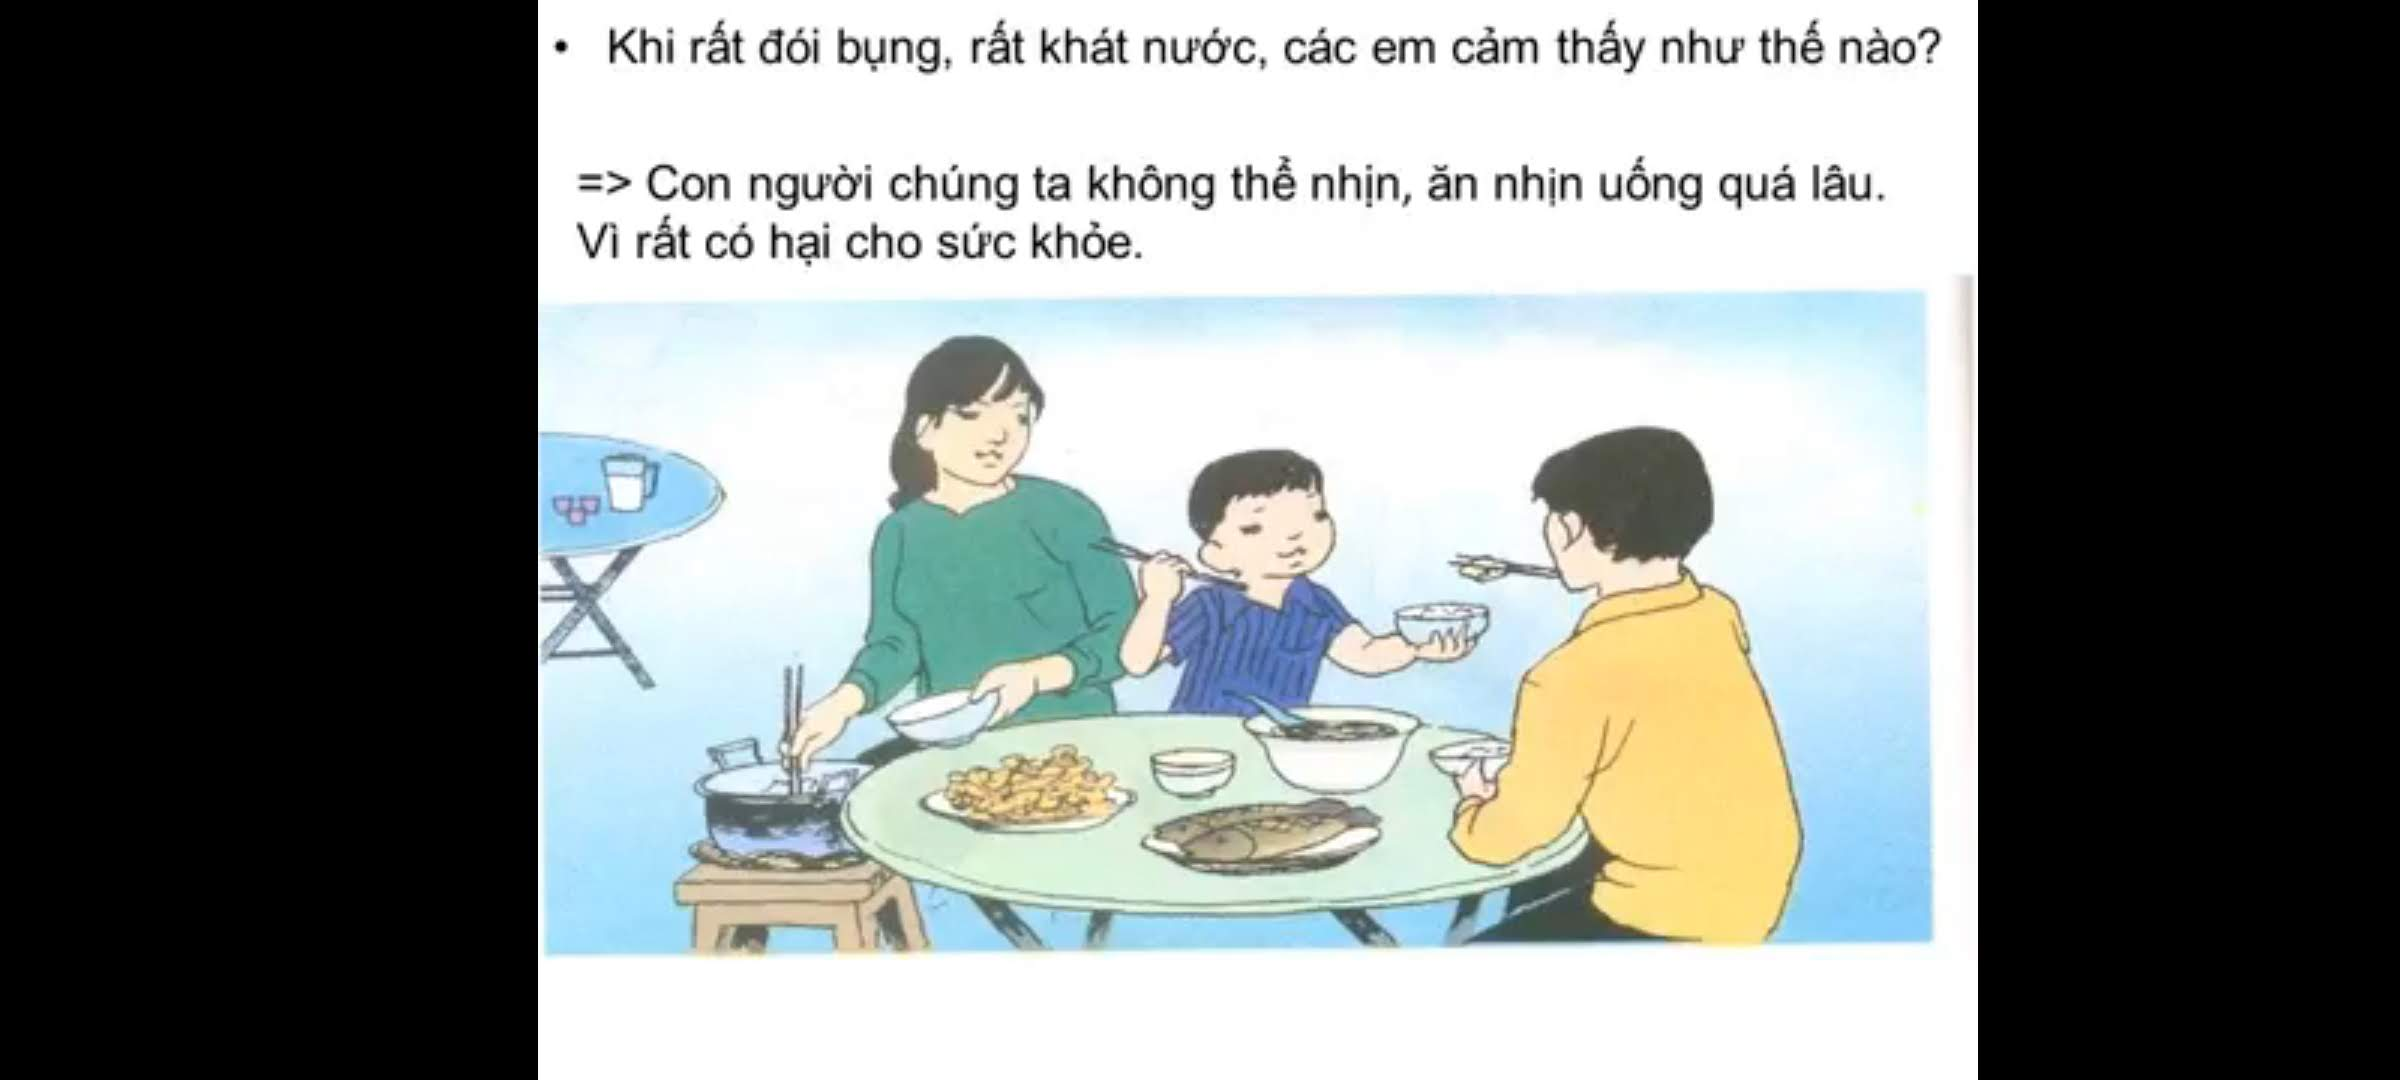 • Khi rất đói bụng, rất khát nước, các em cảm thấy như thế nào?
=> Con người chúng ta không thể nhịn, ăn nhịn uống quá lâu.
Vì rất có hại cho sức khỏe.